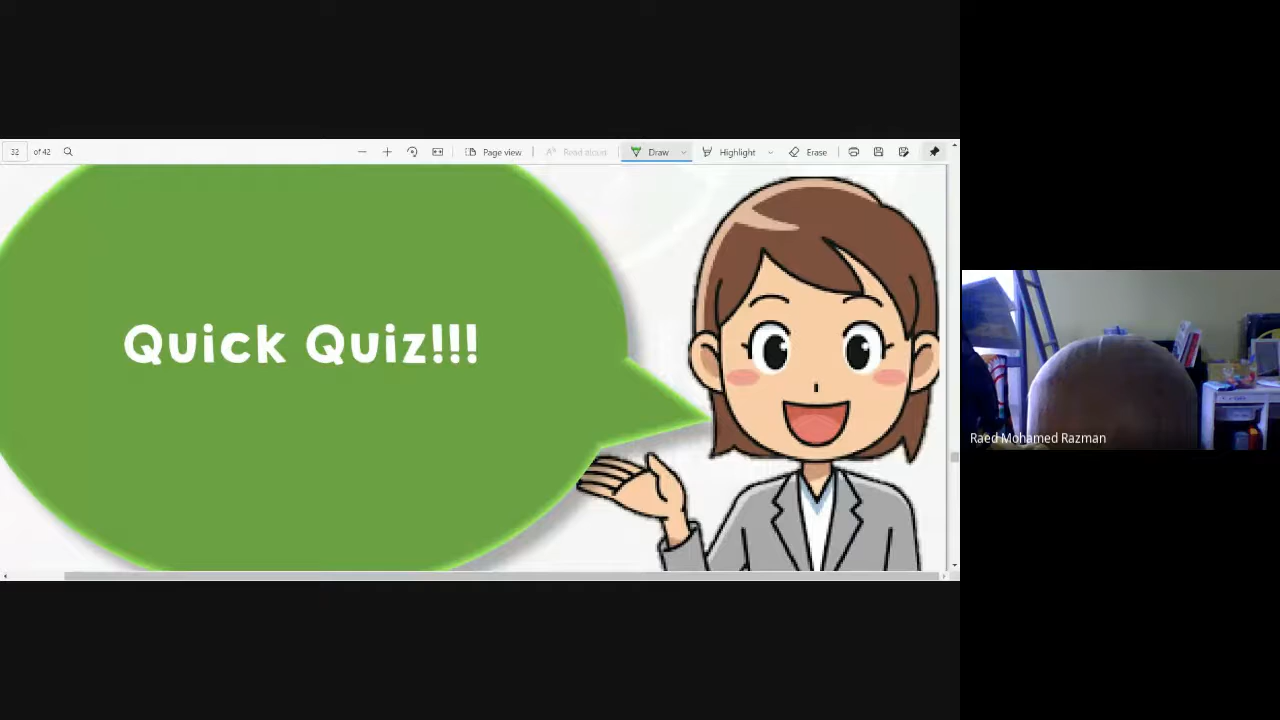 32 of 42 Page view Read aloud Draw Highlight Erase
Quick Quiz!!!
Raed Mohamed Razman